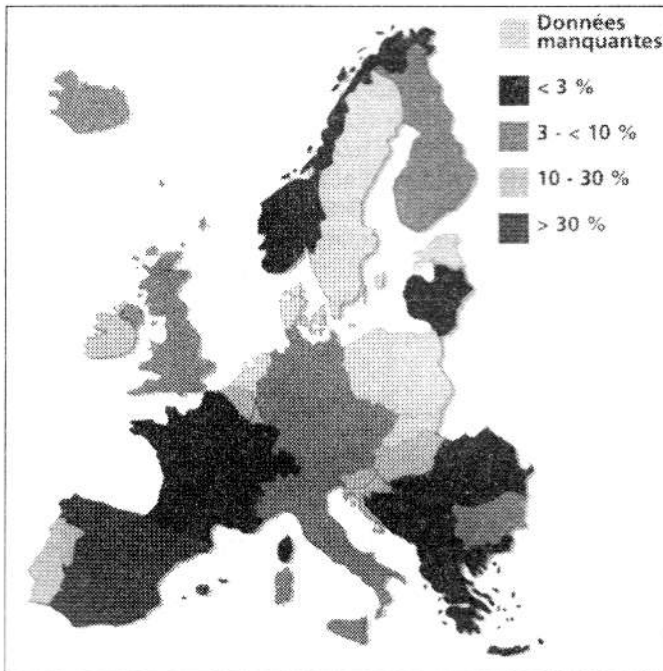 Données
manquantes
< 3 %
3 - < 10 %
10 - 30 %
> 30 %